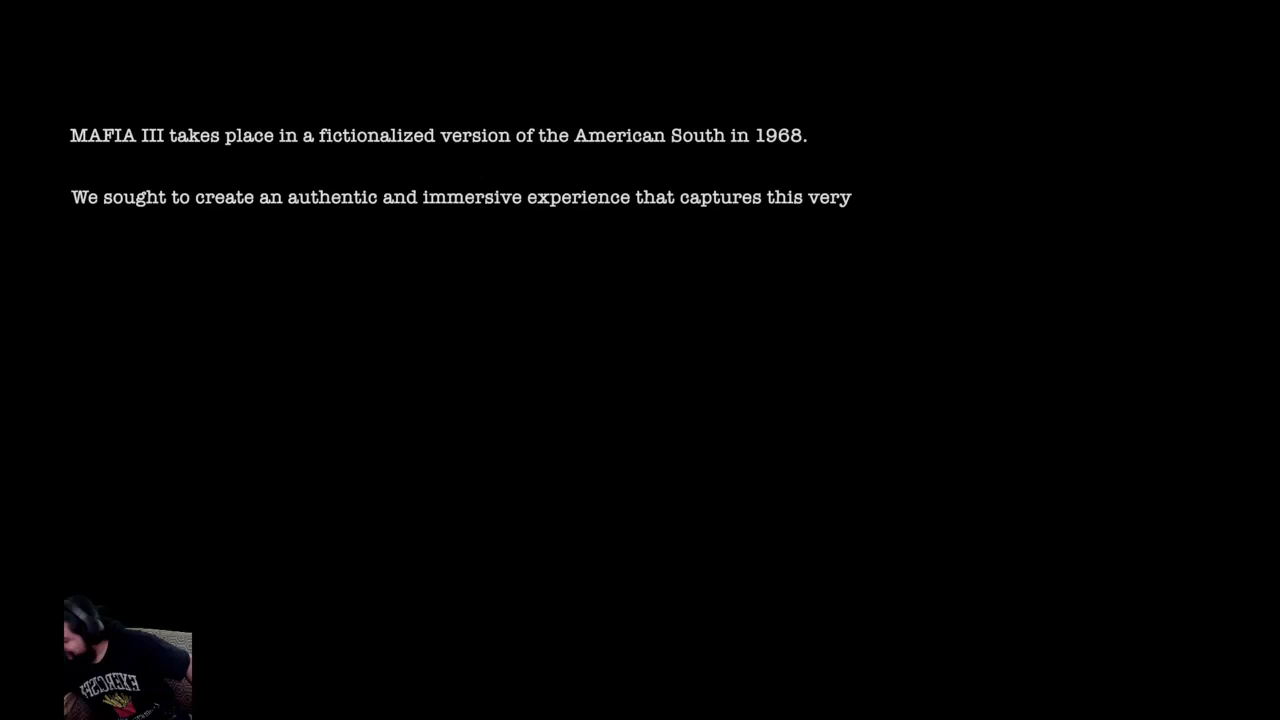 MAFIA III takes place in a fictionalized version of the American South in 1968.
We sought to create an authentic and immersive experience that captures this very